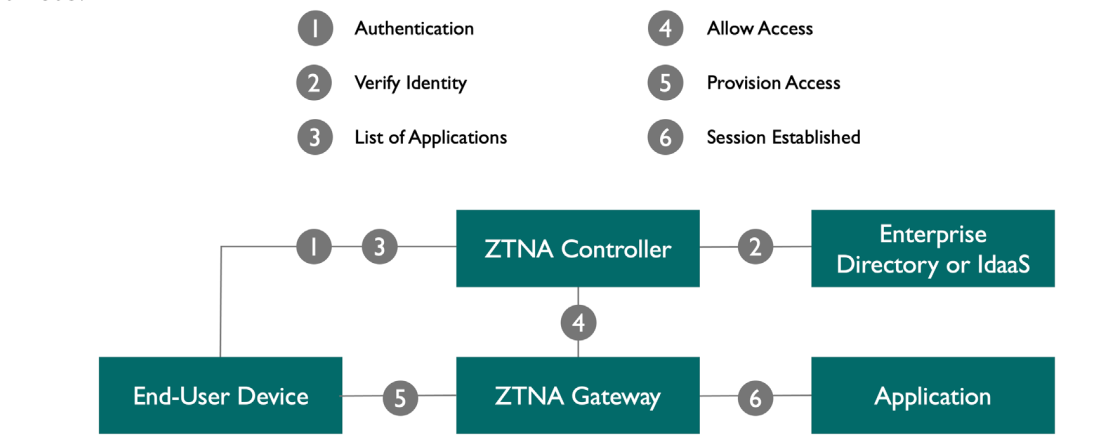 1 Authentication
4 Allow Access
2 Verify Identity
5 Provision Access
3 List of Applications
6 Session Established
1 3
ZTNA Controller
2
Enterprise
Directory or IdaaS
4
End-User Device
5
ZTNA Gateway
6
Application